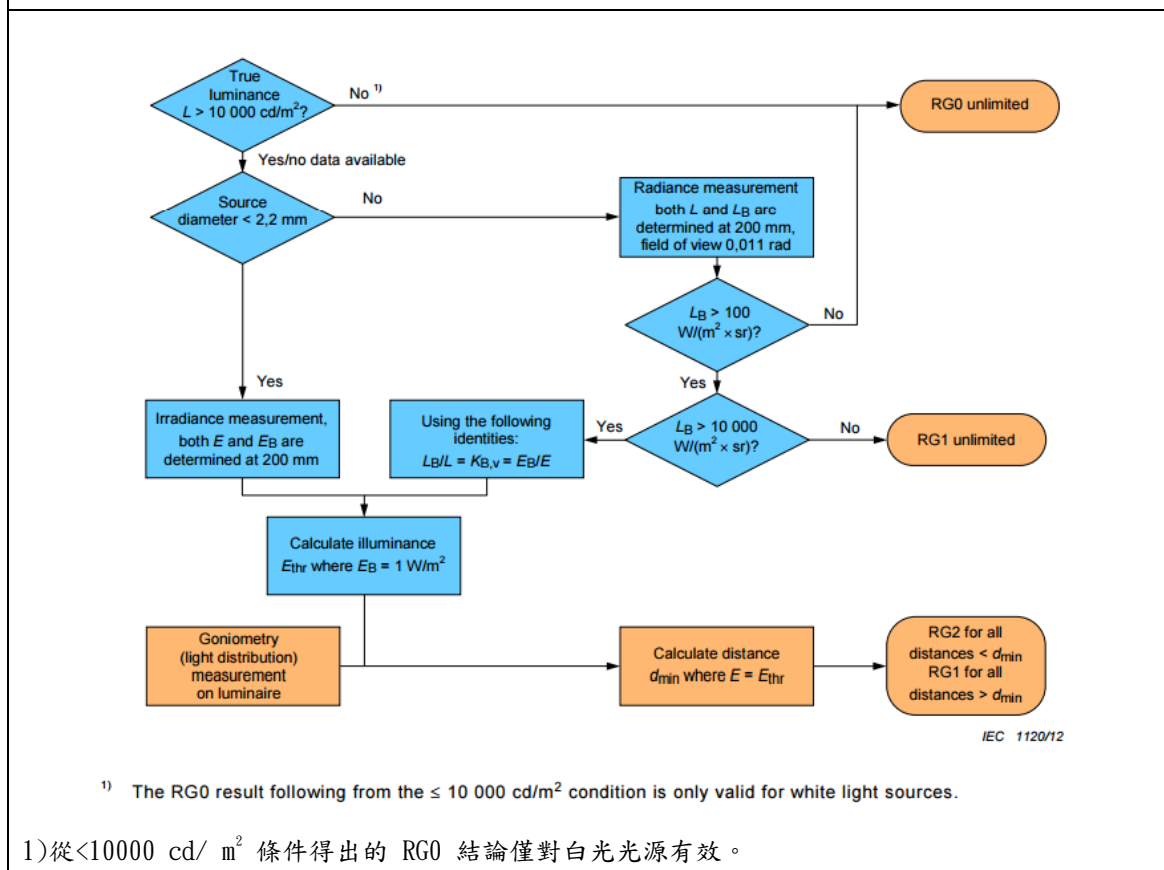 True
luminance
L > 10 000 cd/m²?
No ¹⁾
RG0 unlimited
Yes/no data available
Source
diameter < 2,2 mm
No
Radiance measurement
both L and LB are
determined at 200 mm,
field of view 0,011 rad
LB > 100
W/(m² × sr)?
No
Yes
Yes
Irradiance measurement,
both E and EB are
determined at 200 mm
Using the following
identities:
LB/L = KB,v = EB/E
Yes
LB > 10 000
W/(m² × sr)?
No
RG1 unlimited
Calculate illuminance
Ethr where EB = 1 W/m²
Goniometry
(light distribution)
measurement
on luminaire
Calculate distance
dmin where E = Ethr
RG2 for all
distances < dmin
RG1 for all
distances > dmin
IEC 1120/12
¹⁾ The RG0 result following from the ≤ 10 000 cd/m² condition is only valid for white light sources.
1)從<10000 cd/ m² 條件得出的 RG0 結論僅對白光光源有效。